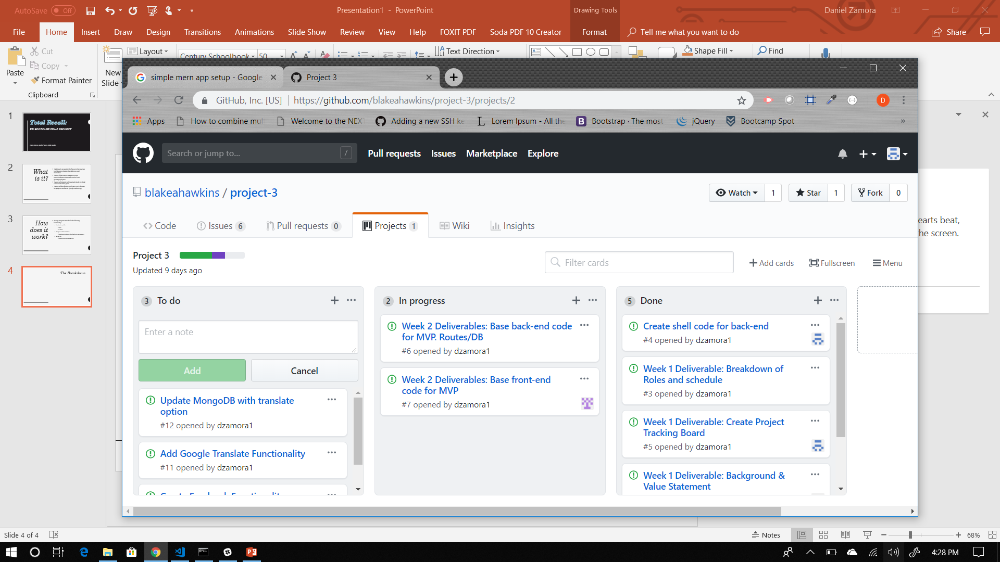 AutoSave Off
Presentation1 - PowerPoint
Drawing Tools
Daniel Zamora
File Home Insert Draw Design Transitions Animations Slide Show Review View Help FOXIT PDF Soda PDF 10 Creator Format Tell me what you want to do Share
Cut
Copy
Format Painter
Paste
Clipboard
New
Slide
Layout
Century Schoolbook 50
Text Direction
Shape Fill
Find
simple mern app setup - Google
Project 3
GitHub, Inc. [US] https://github.com/blakeahawkins/project-3/projects/2
D
Apps How to combine mul Welcome to the NEX Adding a new SSH ke Lorem Ipsum - All the Bootstrap · The most jQuery Bootcamp Spot »
Search or jump to... /
Pull requests Issues Marketplace Explore
blakeahawkins / project-3
Watch 1 Star 1 Fork 0
Code Issues 6 Pull requests 0 Projects 1 Wiki Insights
Project 3
Updated 9 days ago
Filter cards
Add cards Fullscreen Menu
3 To do
Enter a note
Add Cancel
Update MongoDB with translate
option
#12 opened by dzamora1
Add Google Translate Functionality
#11 opened by dzamora1
2 In progress
Week 2 Deliverables: Base back-end code
for MVP. Routes/DB
#6 opened by dzamora1
Week 2 Deliverables: Base front-end
code for MVP
#7 opened by dzamora1
5 Done
Create shell code for back-end
#4 opened by dzamora1
Week 1 Deliverable: Breakdown of
Roles and schedule
#3 opened by dzamora1
Week 1 Deliverable: Create Project
Tracking Board
#5 opened by dzamora1
Week 1 Deliverable: Background &
Value Statement
1
Total Recall:
KU BOOTCAMP FINAL PROJECT
2
What
is it?
3
How
does it
work?
4
The Breakdown
earts beat,
he screen.
Slide 4 of 4
Notes
68%
4:28 PM